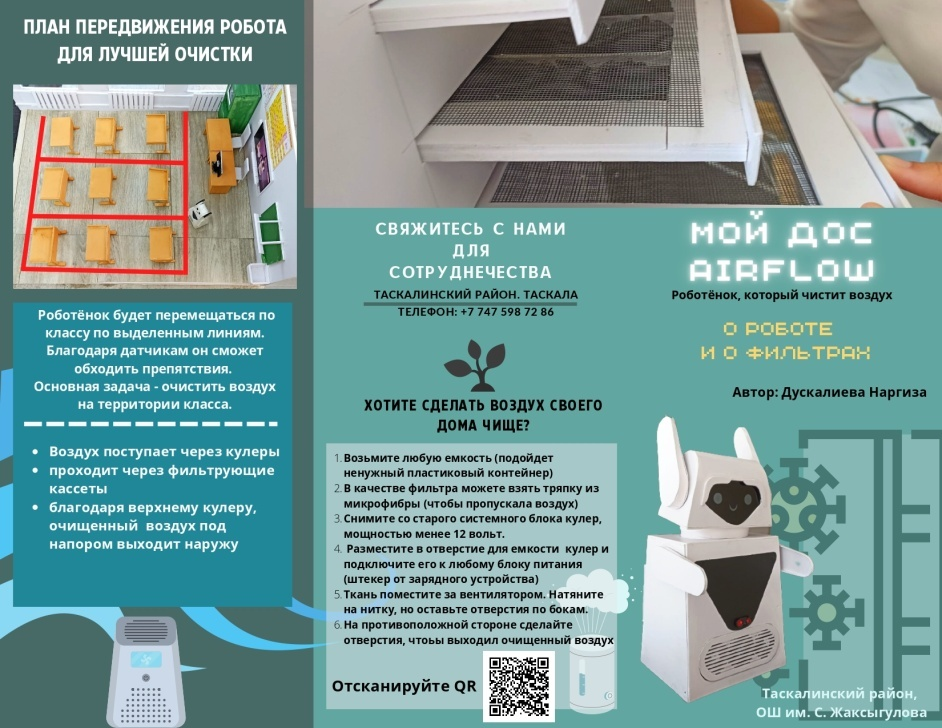 ПЛАН ПЕРЕДВИЖЕНИЯ РОБОТА
ДЛЯ ЛУЧШЕЙ ОЧИСТКИ
Роботёнок будет перемещаться по
классу по выделенным линиям.
Благодаря датчикам он сможет
обходить препятствия.
Основная задача - очистить воздух
на территории класса.
Воздух поступает через кулеры
проходит через фильтрующие
кассеты
благодаря верхнему кулеру,
очищенный воздух под
напором выходит наружу
СВЯЖИТЕСЬ С НАМИ
ДЛЯ
СОТРУДНЕЧЕСТВА
ТАСКАЛИНСКИЙ РАЙОН. ТАСКАЛА
ТЕЛЕФОН: +7 747 598 72 86
ХОТИТЕ СДЕЛАТЬ ВОЗДУХ СВОЕГО
ДОМА ЧИЩЕ?
1. Возьмите любую емкость (подойдет
ненужный пластиковый контейнер)
2. В качестве фильтра можете взять тряпку из
микрофибры (чтобы пропускала воздух)
3. Снимите со старого системного блока кулер,
мощностью менее 12 вольт.
4. Разместите в отверстие для емкости кулер и
подключите его к любому блоку питания
(штекер от зарядного устройства)
5. Ткань поместите за вентилятором. Натяните
на нитку, но оставьте отверстия по бокам.
6. На противоположной стороне сделайте
отверстия, чтоьы выходил очищенный воздух
Отсканируйте QR
МОЙ ДОС
AIRFLOW
Роботёнок, который чистит воздух
О РОБОТЕ
И О ФИЛЬТРАХ
Автор: Дускалиева Наргиза
Таскалинский район,
ОШ им. С. Жаксыгулова